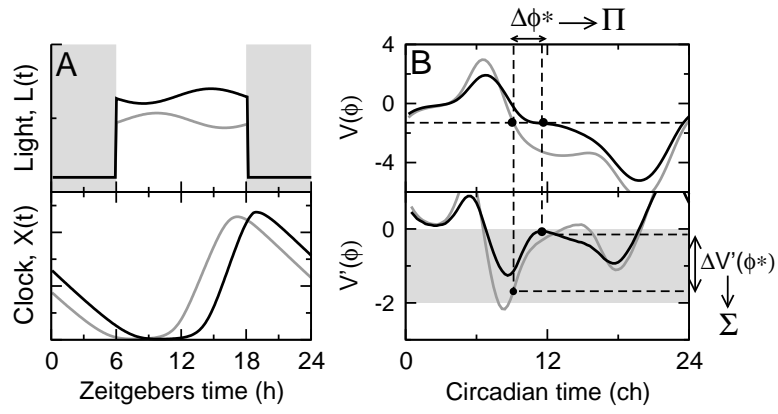 Δϕ* → Π
A
Light, L(t)
Clock, X(t)
0 6 12 18 24
Zeitgebers time (h)
B
4
0
-4
V(ϕ)
0
-2
V'(ϕ)
ΔV'(ϕ*)
Σ
0 12 24
Circadian time (ch)